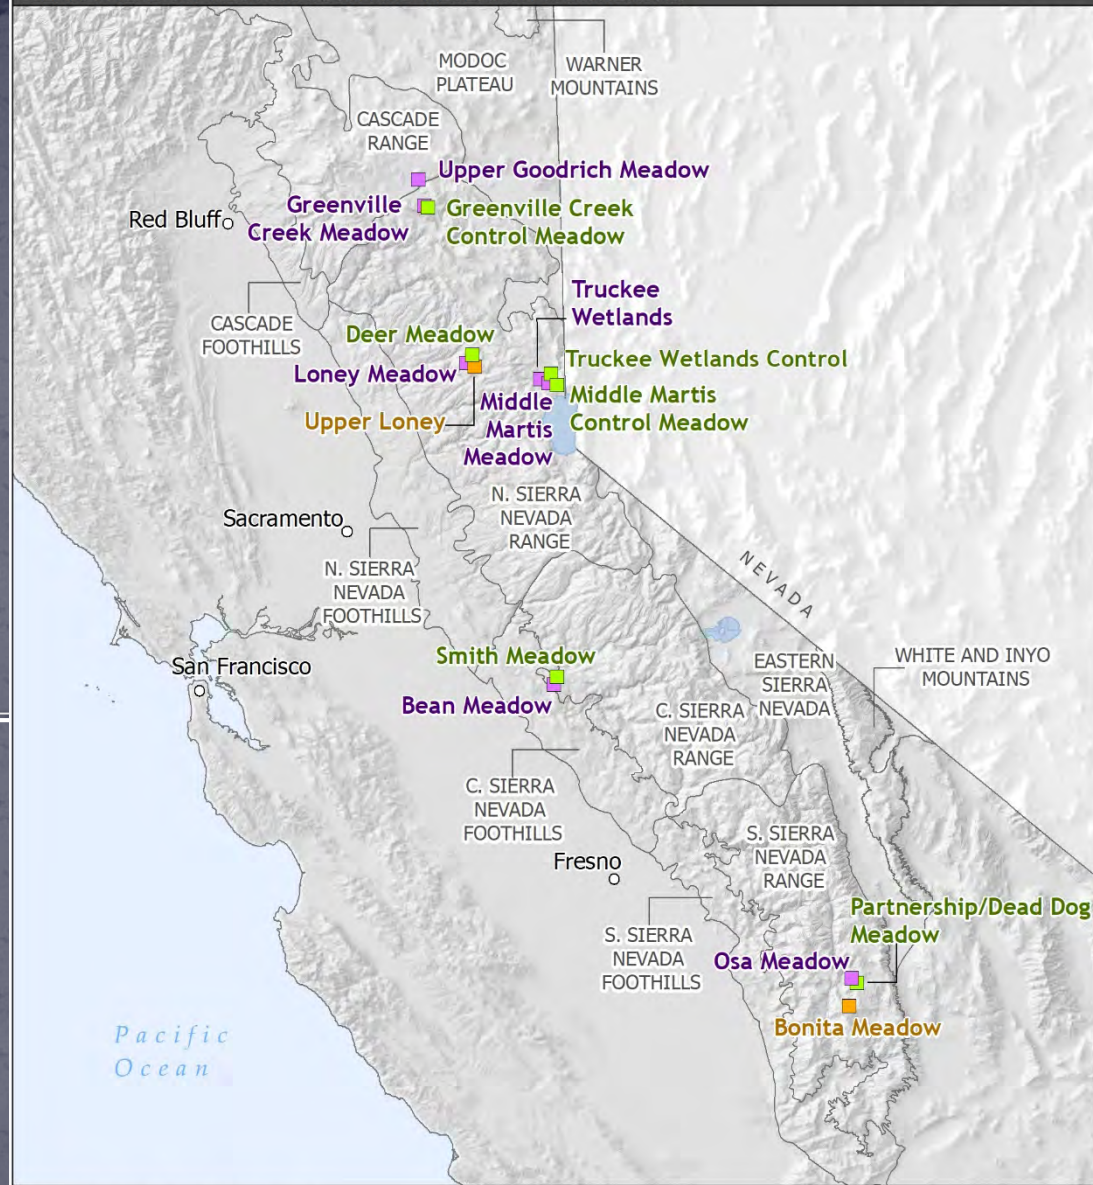 MODOC
PLATEAU
WARNER
MOUNTAINS
CASCADE
RANGE
Upper Goodrich Meadow
Greenville
Creek Meadow
Greenville Creek
Control Meadow
Red Bluff
CASCADE
FOOTHILLS
Truckee
Wetlands
Deer Meadow
Loney Meadow
Upper Loney
Truckee Wetlands Control
Middle
Martis
Meadow
Middle Martis
Control Meadow
N. SIERRA
NEVADA
RANGE
Sacramento
N. SIERRA
NEVADA
FOOTHILLS
NEVADA
San Francisco
Smith Meadow
Bean Meadow
EASTERN
SIERRA
NEVADA
WHITE AND INYO
MOUNTAINS
C. SIERRA
NEVADA
RANGE
C. SIERRA
NEVADA
FOOTHILLS
S. SIERRA
NEVADA
RANGE
Fresno
Partnership/Dead Dog
Meadow
S. SIERRA
NEVADA
FOOTHILLS
Osa Meadow
Bonita Meadow
Pacific
Ocean